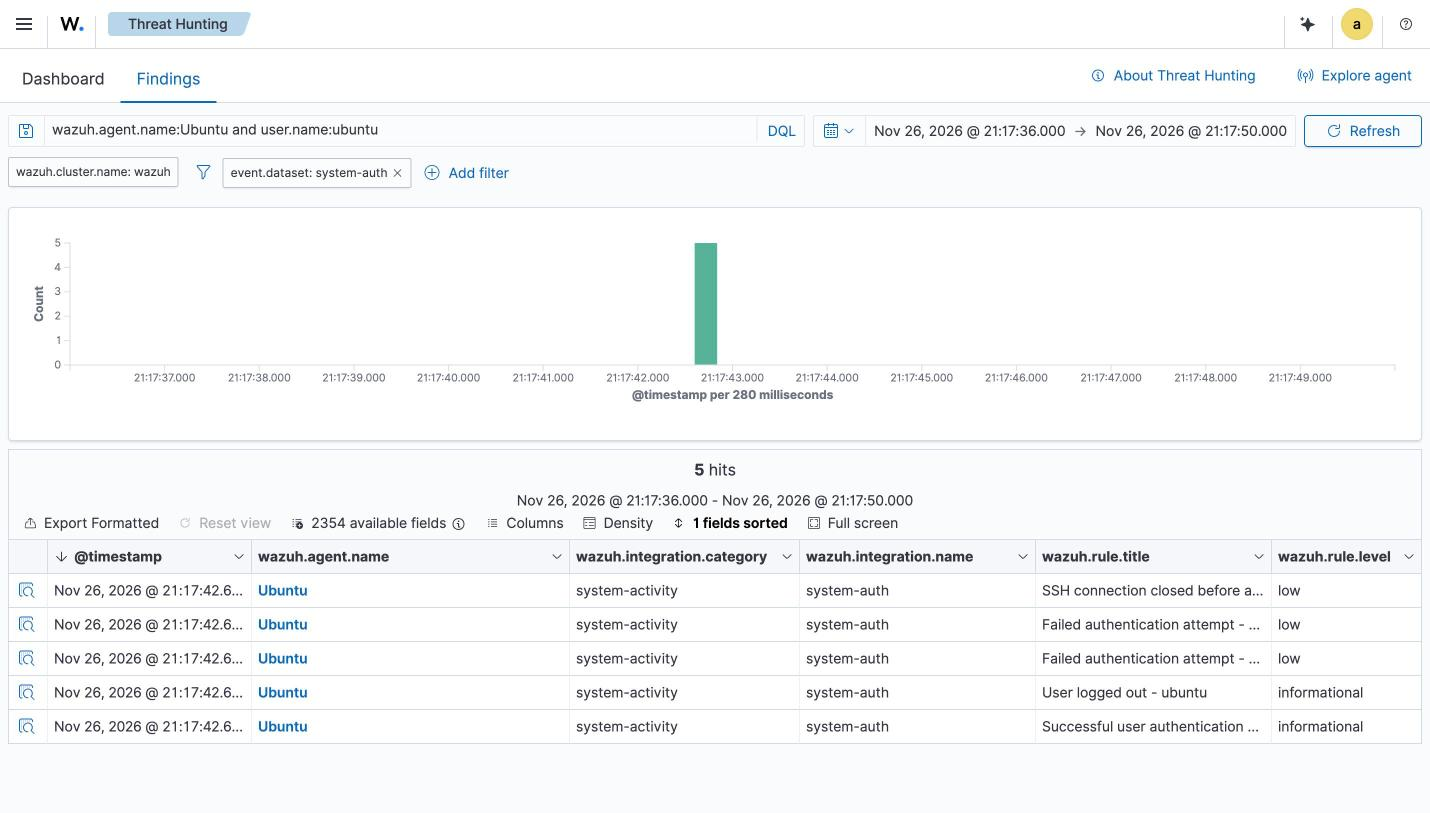 W. Threat Hunting a
Dashboard Findings About Threat Hunting Explore agent
wazuh.agent.name:Ubuntu and user.name:ubuntu DQL Nov 26, 2026 @ 21:17:36.000 → Nov 26, 2026 @ 21:17:50.000 Refresh
wazuh.cluster.name: wazuh event.dataset: system-auth × Add filter
5
4
3
2
1
0
Count
21:17:37.000 21:17:38.000 21:17:39.000 21:17:40.000 21:17:41.000 21:17:42.000 21:17:43.000 21:17:44.000 21:17:45.000 21:17:46.000 21:17:47.000 21:17:48.000 21:17:49.000
@timestamp per 280 milliseconds
5 hits
Nov 26, 2026 @ 21:17:36.000 - Nov 26, 2026 @ 21:17:50.000
Export Formatted Reset view 2354 available fields Columns Density 1 fields sorted Full screen
@timestamp wazuh.agent.name wazuh.integration.category wazuh.integration.name wazuh.rule.title wazuh.rule.level
Nov 26, 2026 @ 21:17:42.6... Ubuntu system-activity system-auth SSH connection closed before a... low
Nov 26, 2026 @ 21:17:42.6... Ubuntu system-activity system-auth Failed authentication attempt - ... low
Nov 26, 2026 @ 21:17:42.6... Ubuntu system-activity system-auth Failed authentication attempt - ... low
Nov 26, 2026 @ 21:17:42.6... Ubuntu system-activity system-auth User logged out - ubuntu informational
Nov 26, 2026 @ 21:17:42.6... Ubuntu system-activity system-auth Successful user authentication ... informational